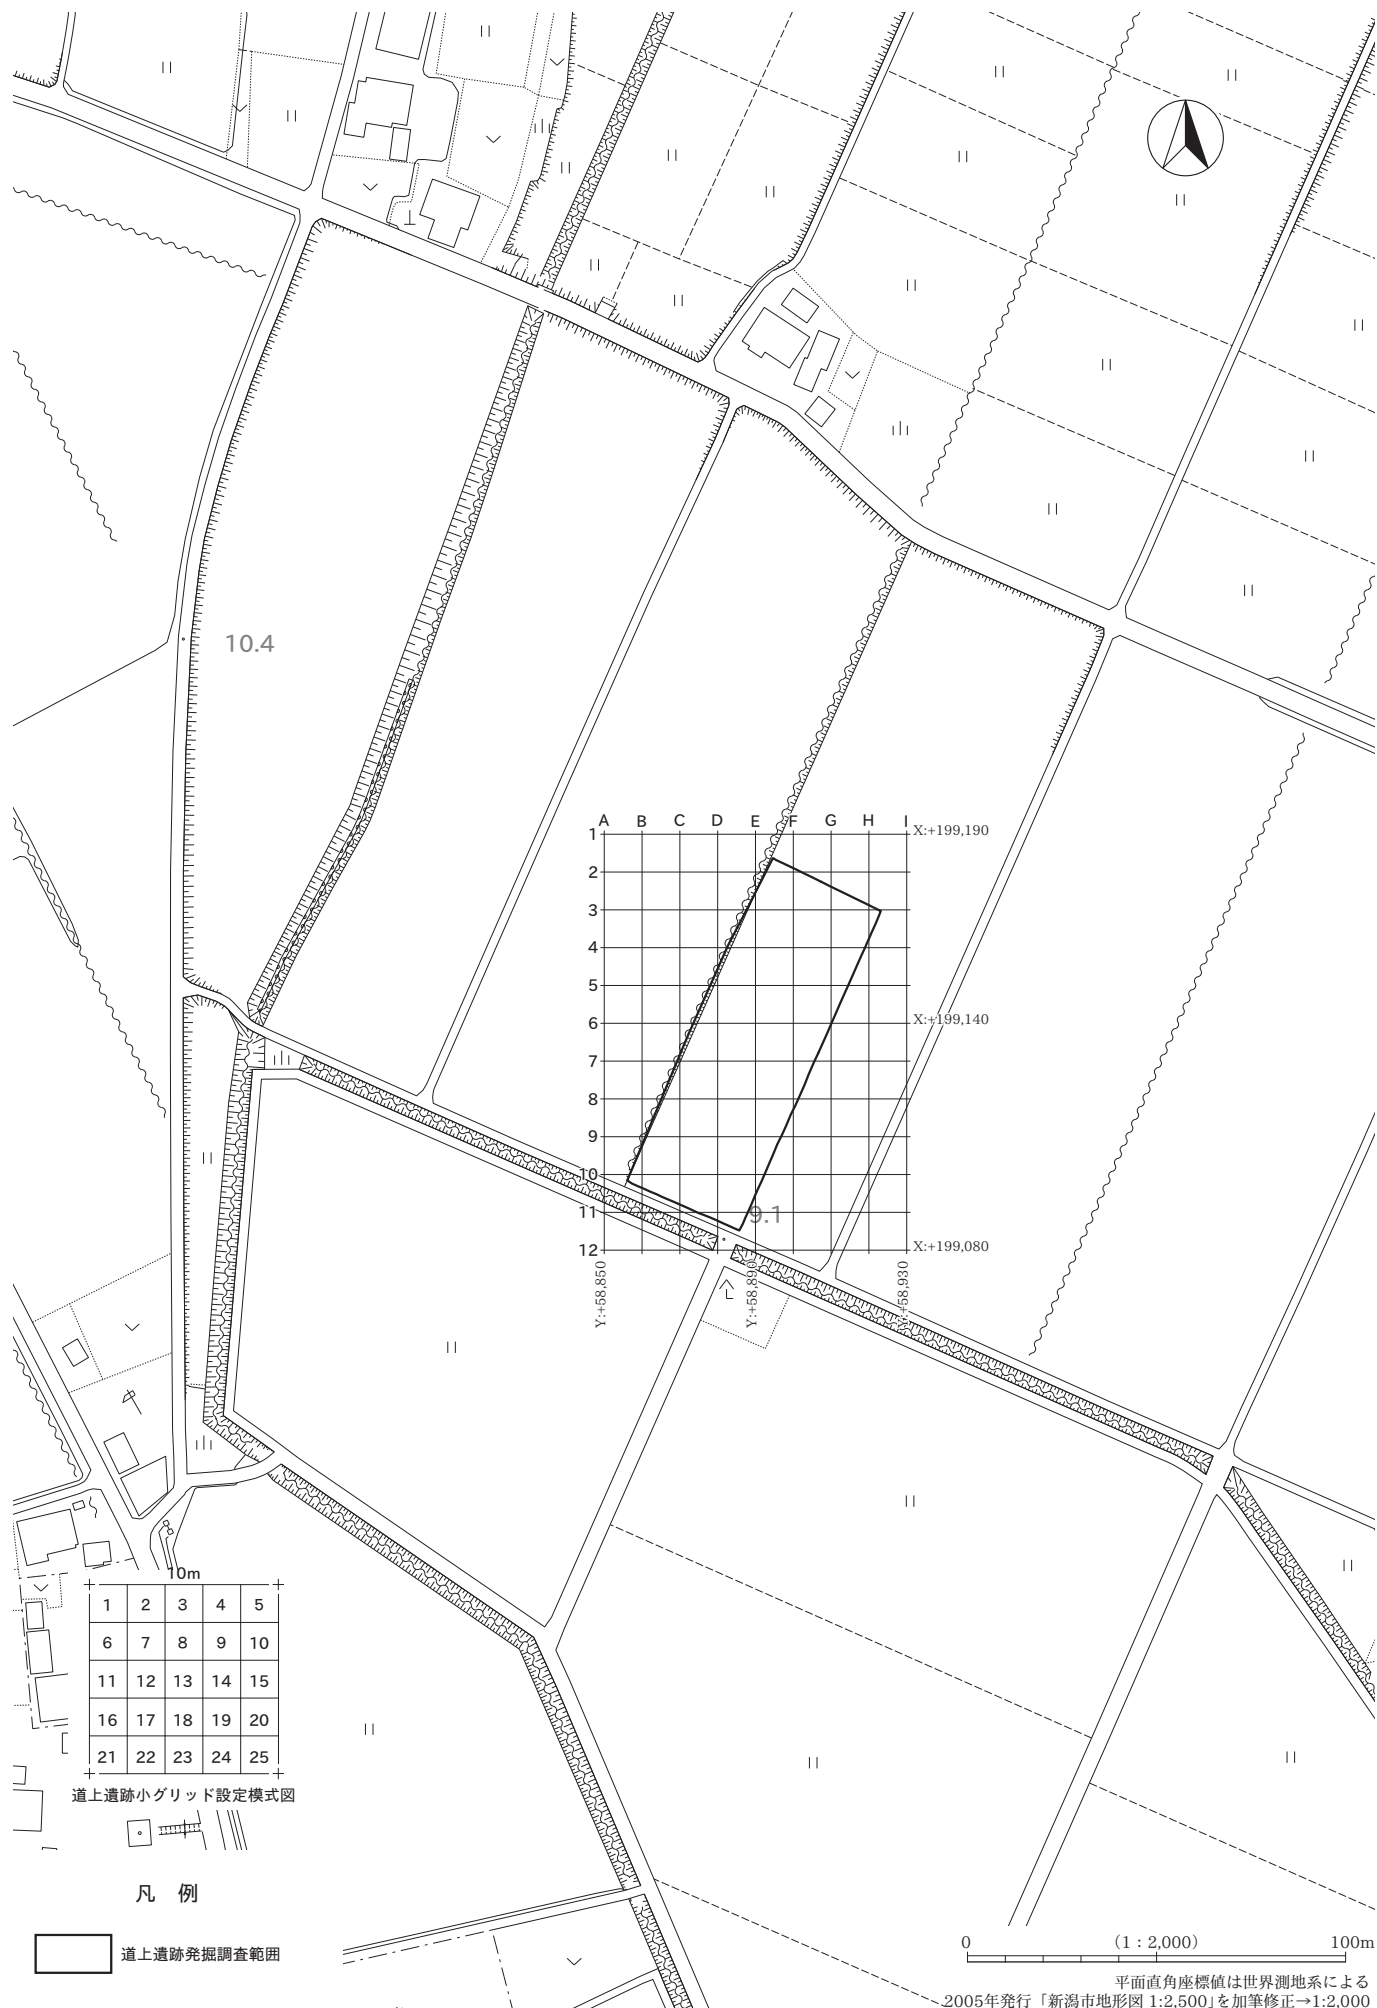 10.4
A B C D E F G H I
1
2
3
4
5
6
7
8
9
10
11
12
X:+199,190
X:+199,140
X:+199,080
9.1
Y:+58,850
Y:+58,890
Y:+58,930
10m
1 2 3 4 5
6 7 8 9 10
11 12 13 14 15
16 17 18 19 20
21 22 23 24 25
道上遺跡小グリッド設定模式図
凡 例
道上遺跡発掘調査範囲
0 (1:2,000) 100m
平面直角座標値は世界測地系による
2005年発行「新潟市地形図 1:2,500」を加筆修正→1:2,000